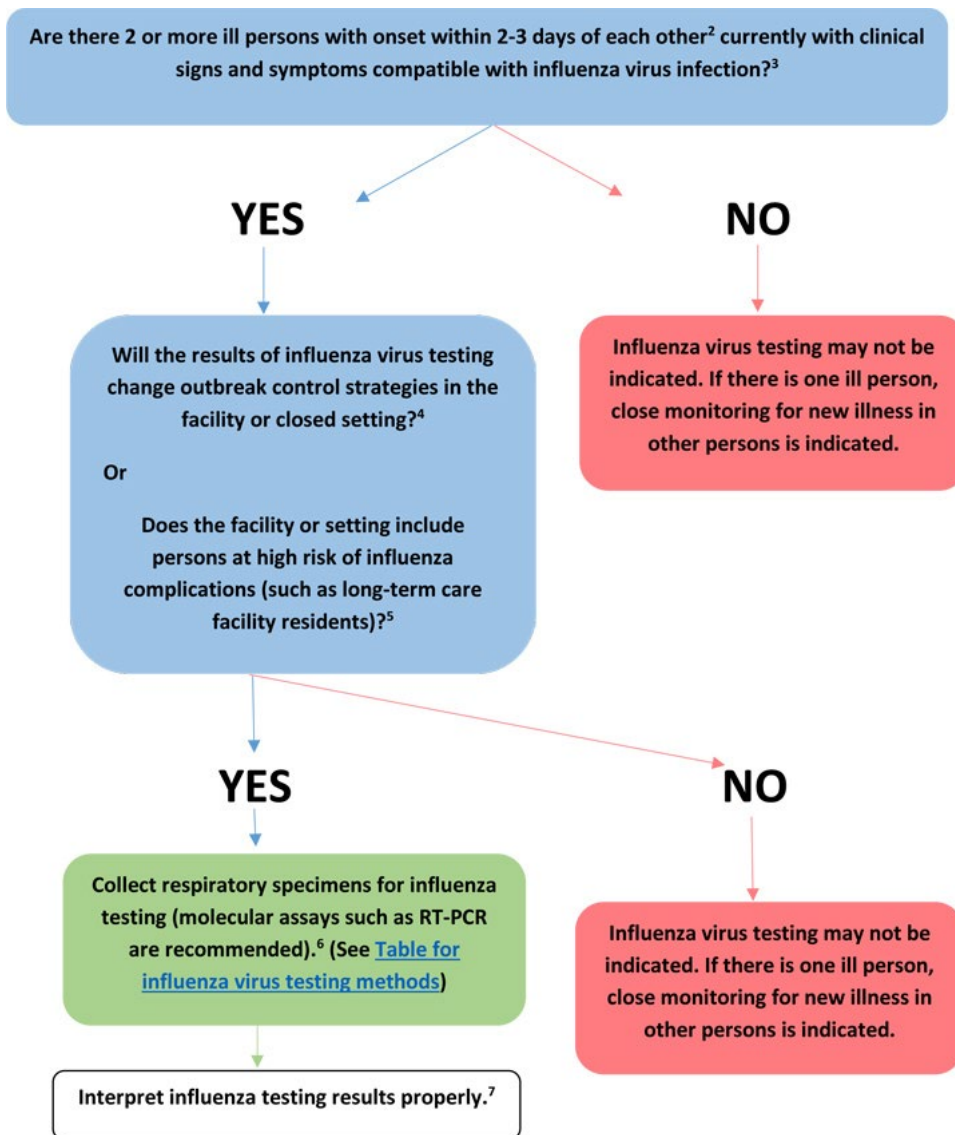 Are there 2 or more ill persons with onset within 2-3 days of each other² currently with clinical
signs and symptoms compatible with influenza virus infection?³
YES
NO
Will the results of influenza virus testing
change outbreak control strategies in the
facility or closed setting?⁴
Or
Does the facility or setting include
persons at high risk of influenza
complications (such as long-term care
facility residents)?⁵
Influenza virus testing may not be
indicated. If there is one ill person,
close monitoring for new illness in
other persons is indicated.
YES
NO
Collect respiratory specimens for influenza
testing (molecular assays such as RT-PCR
are recommended).⁶ (See Table for
influenza virus testing methods)
Influenza virus testing may not be
indicated. If there is one ill person,
close monitoring for new illness in
other persons is indicated.
Interpret influenza testing results properly.⁷